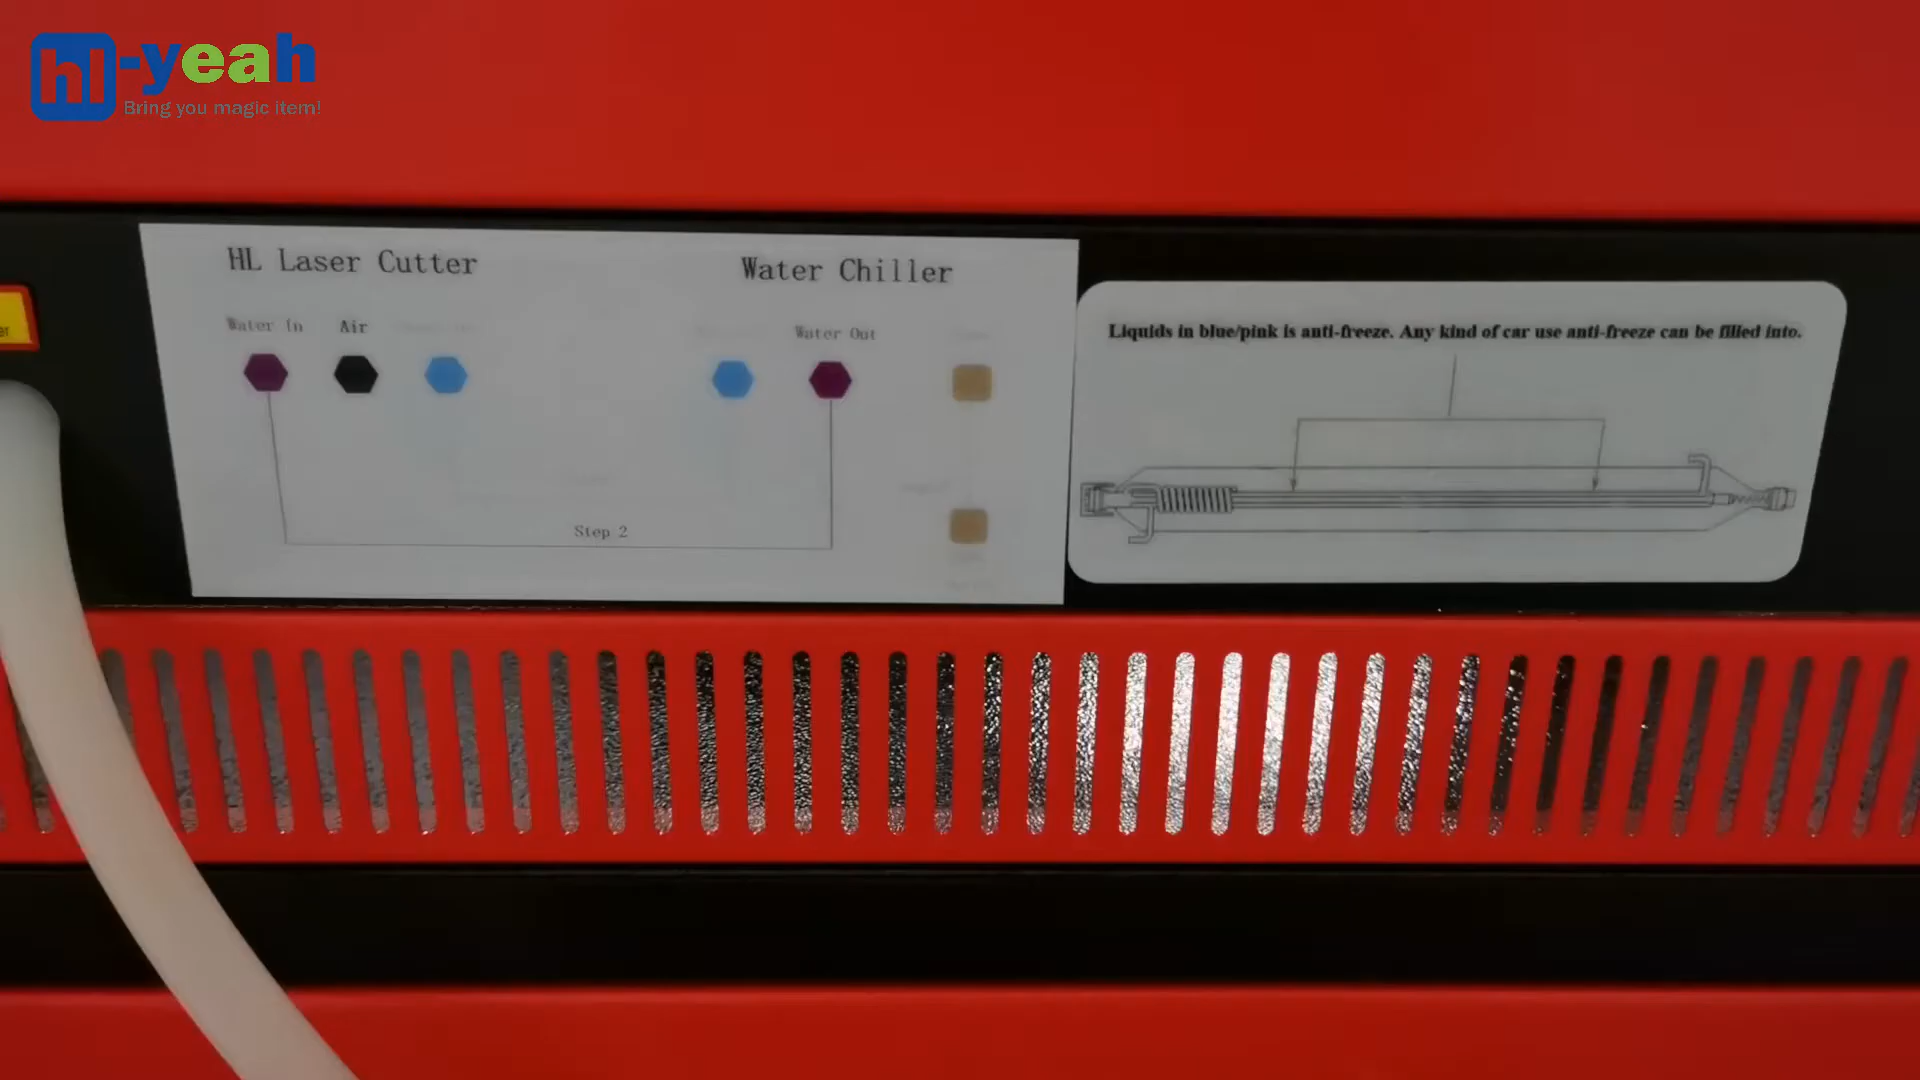 hl-yeah
Bring you magic item!
HL Laser Cutter
Water Chiller
Water In
Air
Water Out
Step 2
er
Liquids in blue/pink is anti-freeze. Any kind of car use anti-freeze can be filled into.